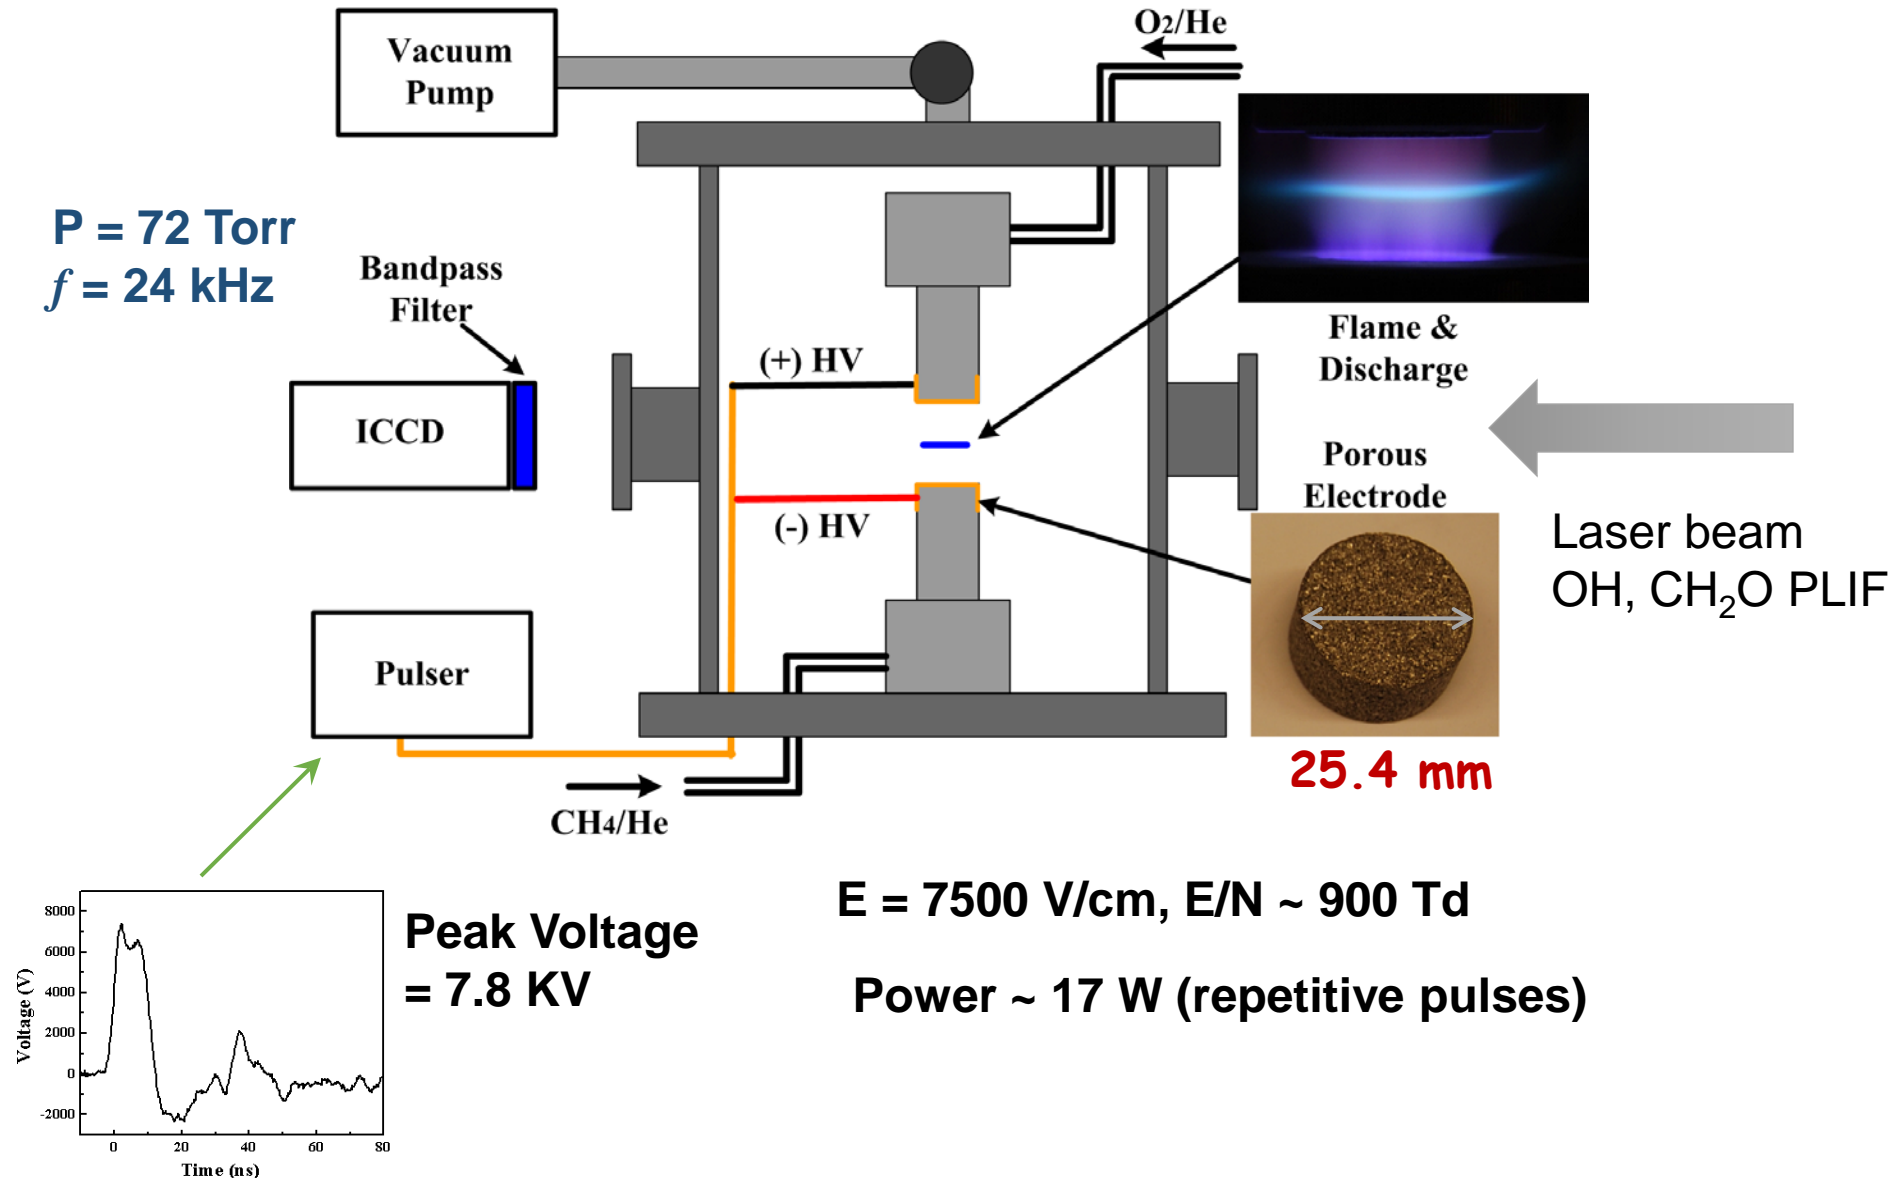 Vacuum
Pump
O2/He
P = 72 Torr
f = 24 kHz
Bandpass
Filter
(+) HV
Flame &
Discharge
ICCD
Porous
Electrode
(-) HV
Laser beam
OH, CH₂O PLIF
Pulser
25.4 mm
CH4/He
8000
6000
4000
2000
0
-2000
Voltage (V)
0 20 40 60 80
Time (ns)
Peak Voltage
= 7.8 KV
E = 7500 V/cm, E/N ~ 900 Td
Power ~ 17 W (repetitive pulses)